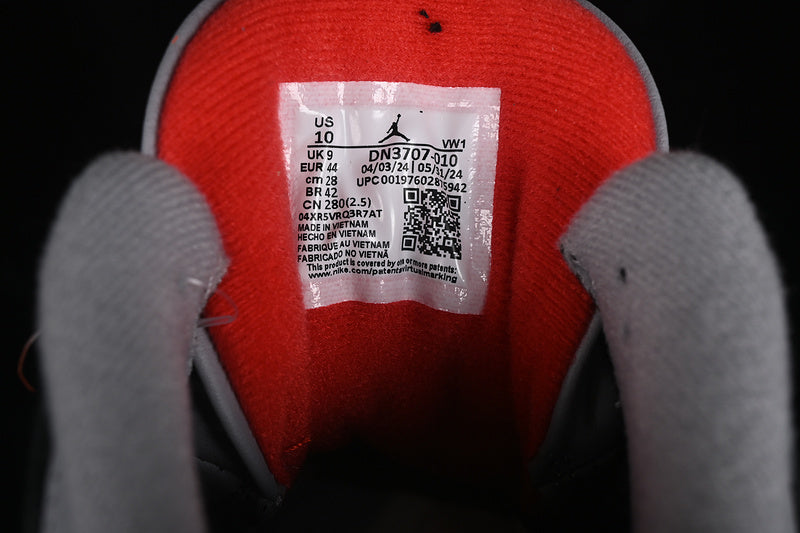 US
10
VW1
UK 9 DN3707-010
EUR 44 04/03/24 | 05/31/24
cm 28 UPC 00197602815942
BR 42
CN 280(2.5)
04XR5VRQ3R7AT
MADE IN VIETNAM
HECHO EN VIETNAM
FABRIQUE AU VIETNAM
FABRICADO NO VIETNÃ
This product is covered by one or more patents:
www.nike.com/patentsvirtualmarking